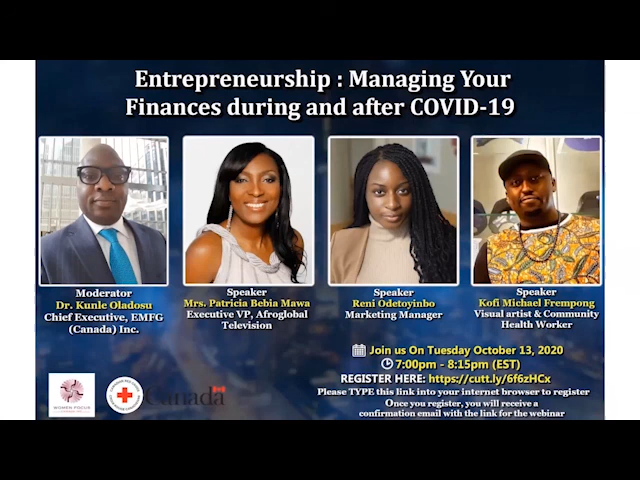 Entrepreneurship : Managing Your
Finances during and after COVID-19
Moderator
Dr. Kunle Oladosu
Chief Executive, EMFG
(Canada) Inc.
Speaker
Mrs. Patricia Bebia Mawa
Executive VP, Afroglobal
Television
Speaker
Reni Odetoyinbo
Marketing Manager
Speaker
Kofi Michael Frempong
Visual artist & Community
Health Worker
Join us On Tuesday October 13, 2020
7:00pm - 8:15pm (EST)
REGISTER HERE: https://cutt.ly/6f6zHCx
Please TYPE this link into your internet browser to register
Once you register, you will receive a
confirmation email with the link for the webinar
WOMEN FOCUS
Canada